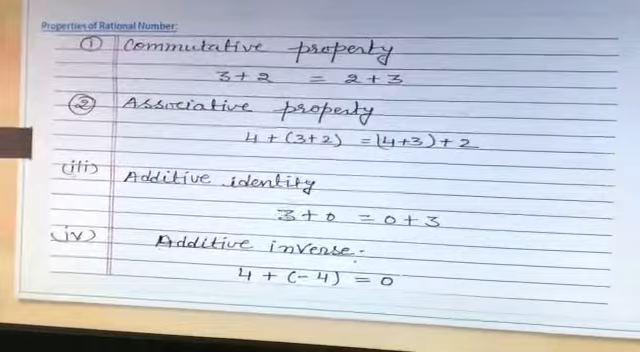 Properties of Rational Number:
① Commutative property
3+2 = 2+3
② Associative property
4+(3+2) =(4+3)+2
(iii) Additive identity
3+0 = 0+3
(iv) Additive inverse.
4+(-4) = 0